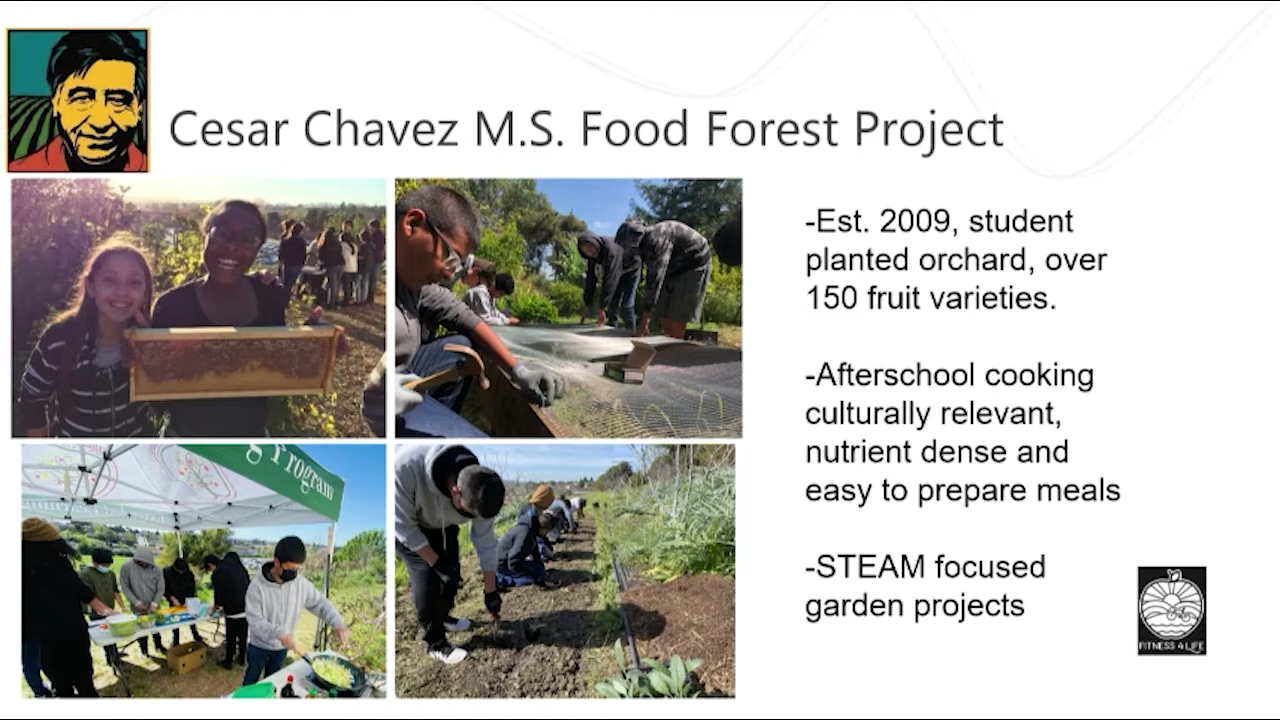 Cesar Chavez M.S. Food Forest Project
-Est. 2009, student
planted orchard, over
150 fruit varieties.
-Afterschool cooking
culturally relevant,
nutrient dense and
easy to prepare meals
-STEAM focused
garden projects
g Program
FITNESS 4 LIFE